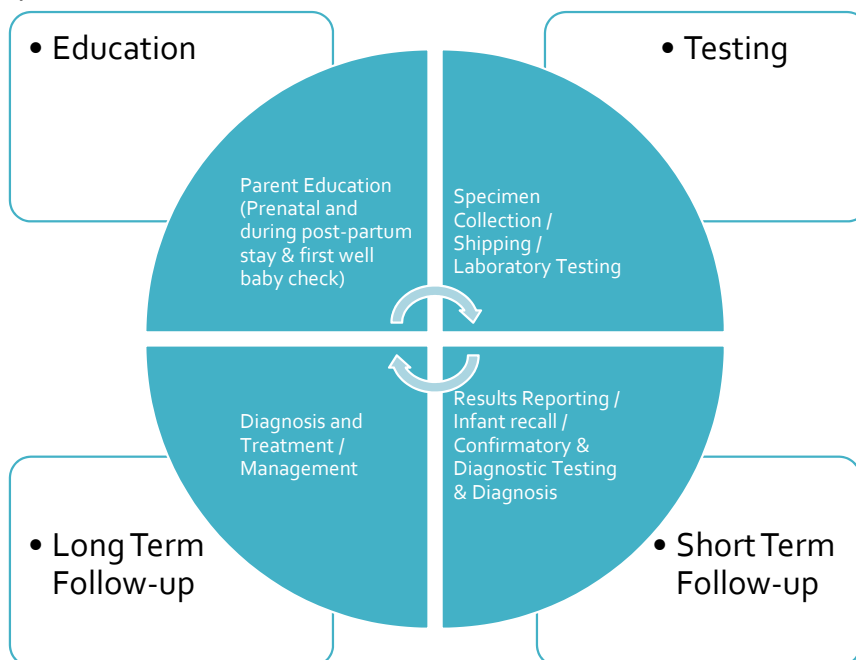 • Education
• Testing
Parent Education
(Prenatal and
during post-partum
stay & first well
baby check)
Specimen
Collection /
Shipping /
Laboratory Testing
Diagnosis and
Treatment /
Management
Results Reporting /
Infant recall /
Confirmatory &
Diagnostic Testing
& Diagnosis
• Long Term
Follow-up
• Short Term
Follow-up